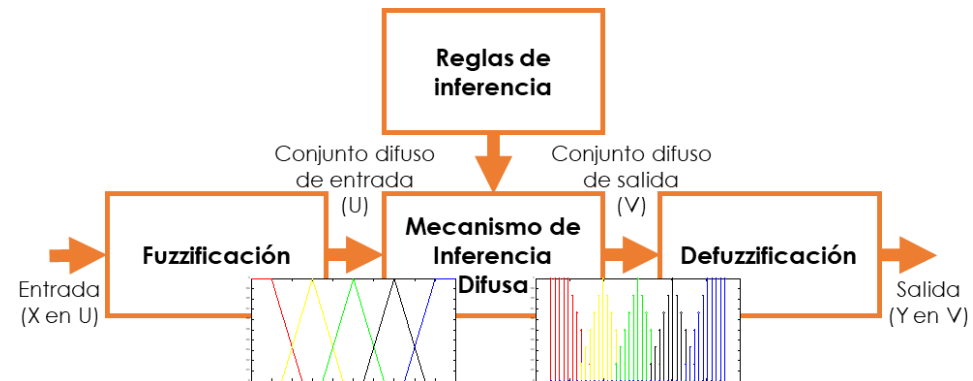 Reglas de
inferencia
Conjunto difuso
de entrada
(U)
Conjunto difuso
de salida
(V)
Fuzzificación
Mecanismo de
Inferencia
Difusa
Defuzzificación
Entrada
(X en U)
Salida
(Y en V)